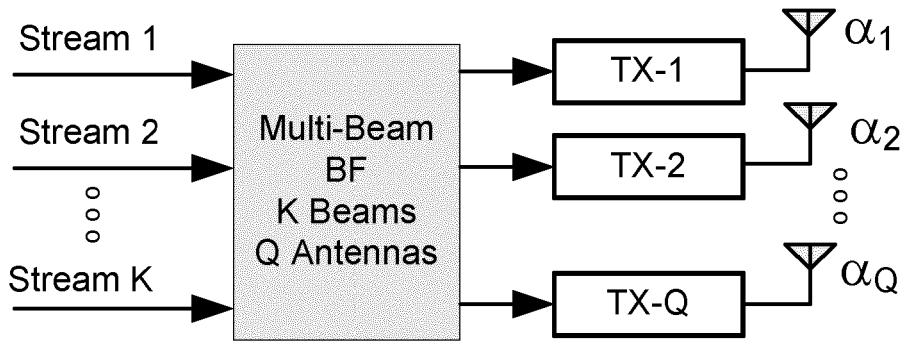 Stream 1
TX-1
α1
Stream 2
Multi-Beam
BF
K Beams
Q Antennas
TX-2
α2
Stream K
TX-Q
αQ